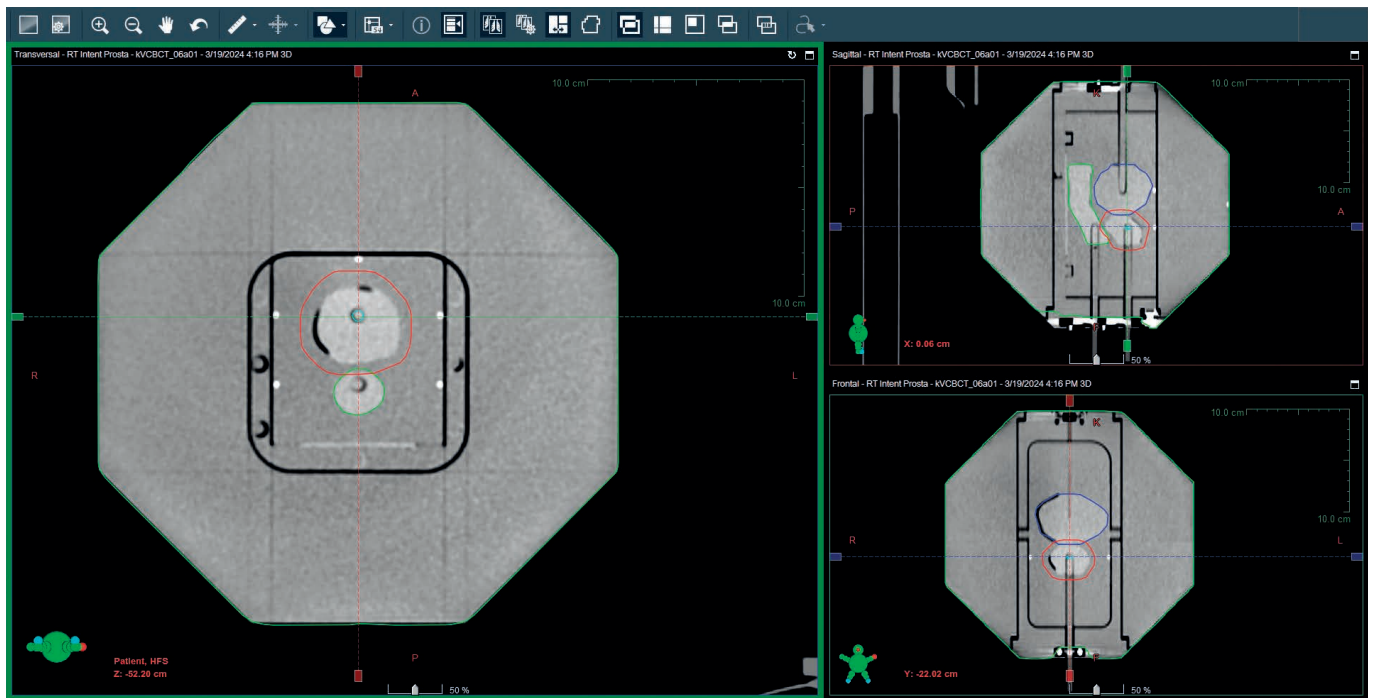 Transversal - RT Intent Prosta - kVCBCT_06a01 - 3/19/2024 4:16 PM 3D
A
10.0 cm
10.0 cm
R
L
P
Patient, HFS
Z: -52.20 cm
50 %
Sagittal - RT Intent Prosta - kVCBCT_06a01 - 3/19/2024 4:16 PM 3D
10.0 cm
10.0 cm
P
A
X: 0.06 cm
50 %
Frontal - RT Intent Prosta - kVCBCT_06a01 - 3/19/2024 4:16 PM 3D
10.0 cm
10.0 cm
R
L
Y: -22.02 cm
50 %